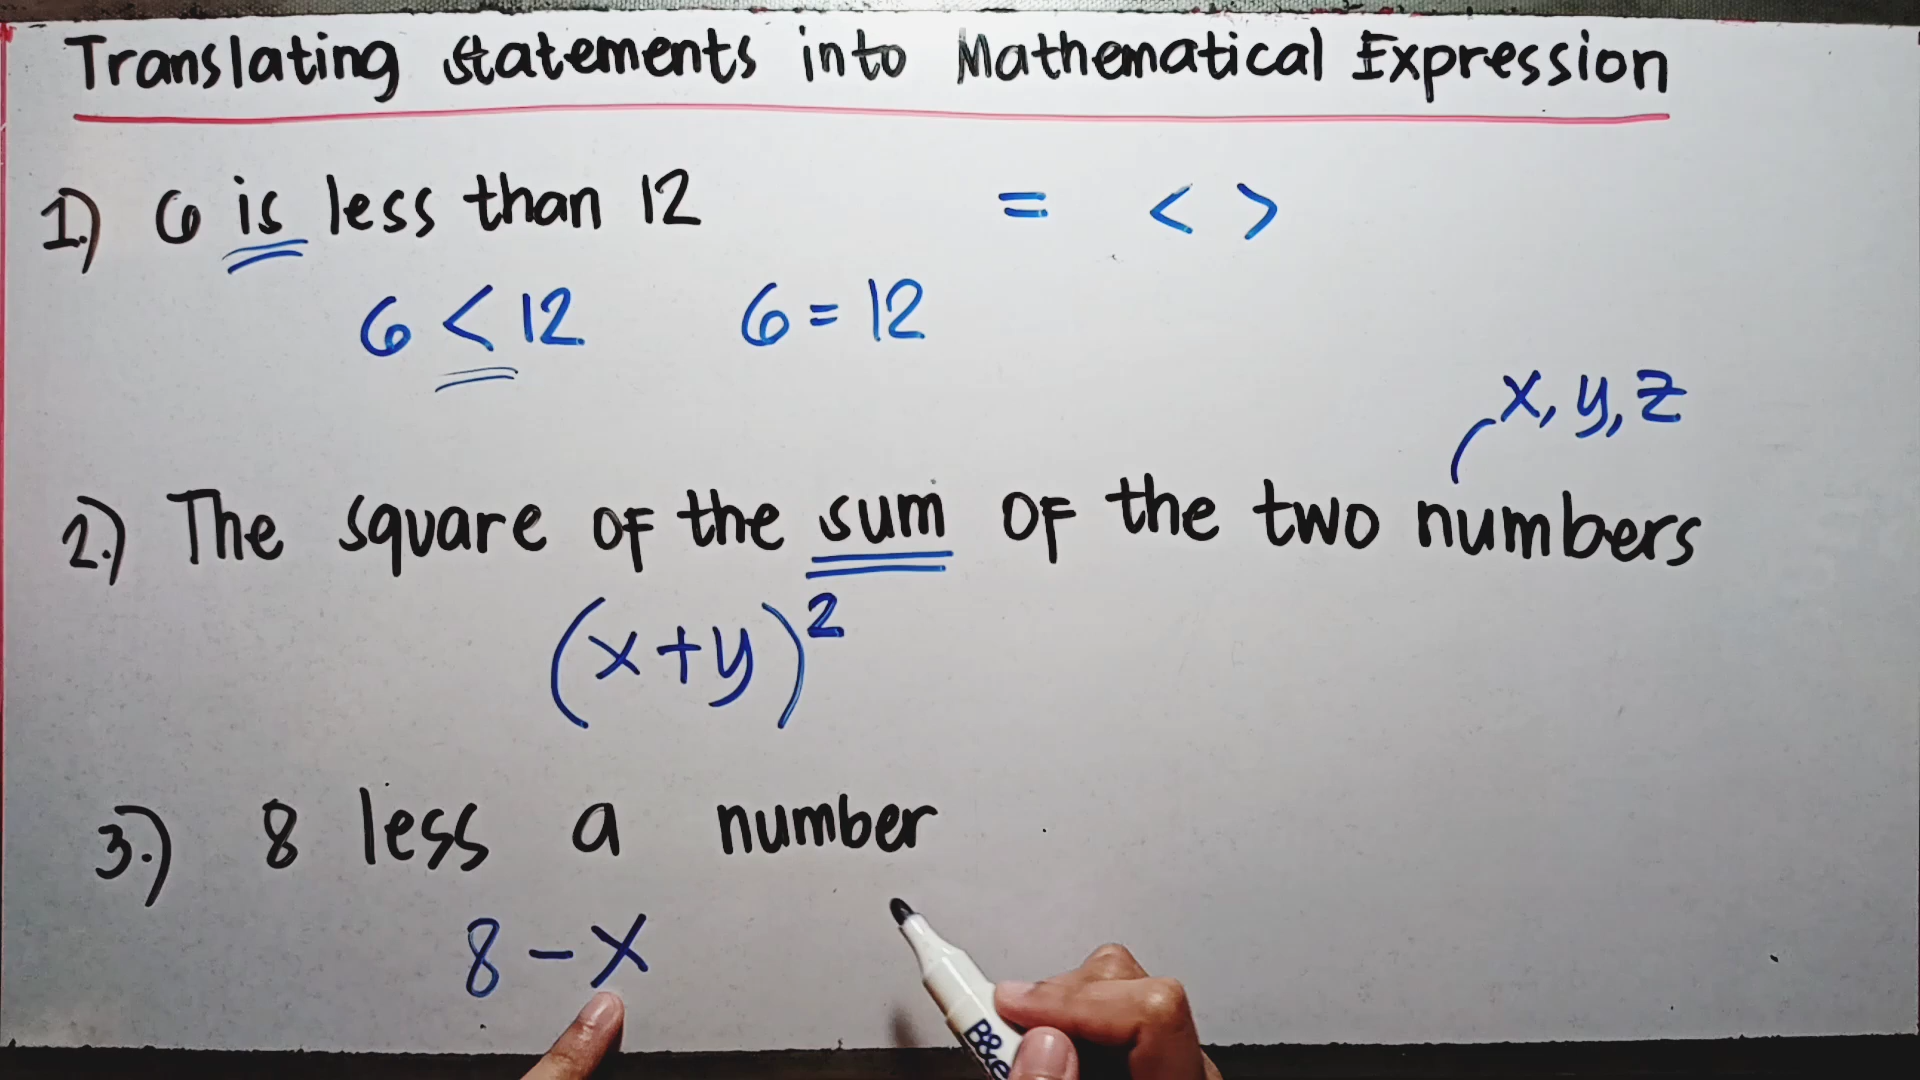 Translating statements into Mathematical Expression
1.) 6 is less than 12
= < >
6 < 12 6 = 12
x, y, z
2.) The square of the sum of the two numbers
(x+y)²
3.) 8 less a number
8 - x
B&e